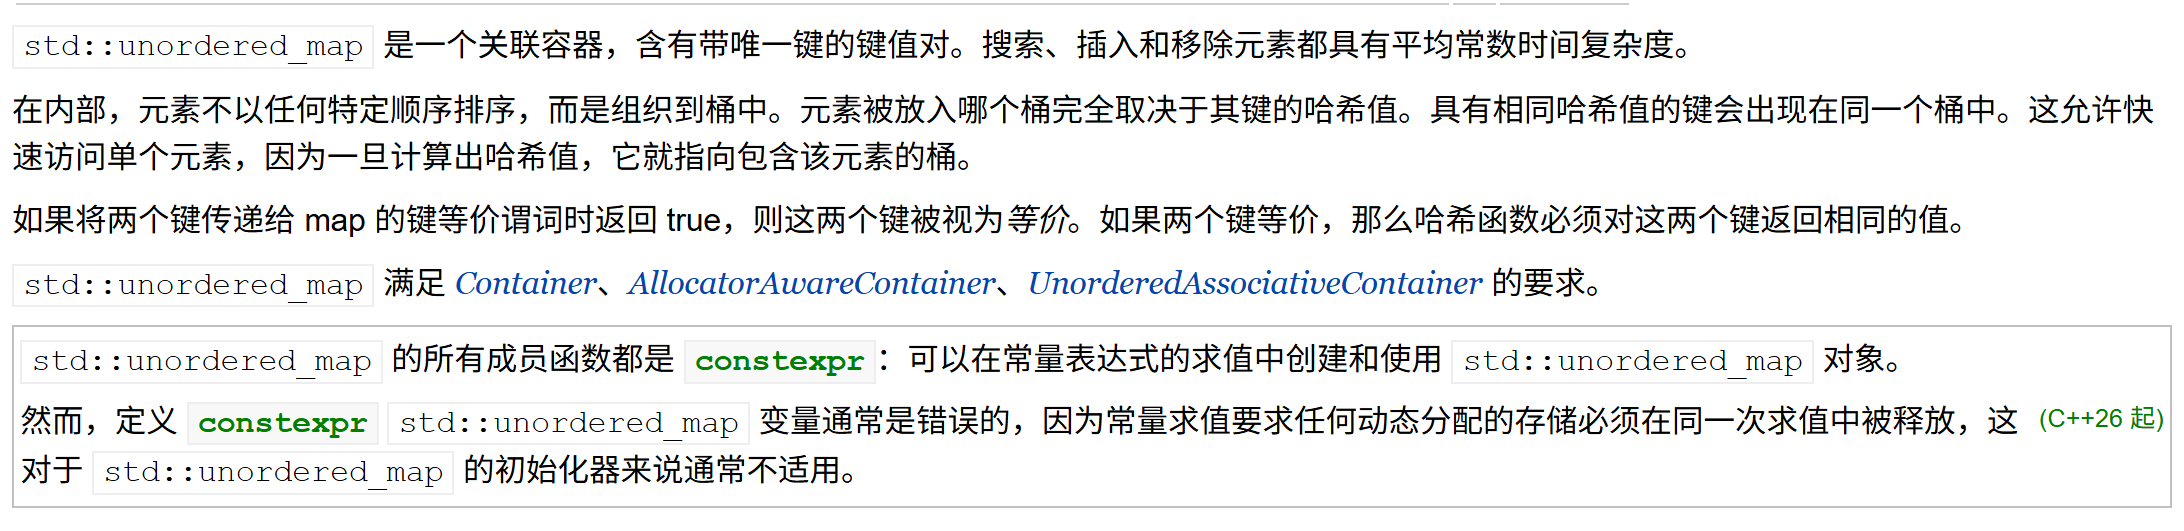 std::unordered_map 是一个关联容器，含有带唯一键的键值对。搜索、插入和移除元素都具有平均常数时间复杂度。
在内部，元素不以任何特定顺序排序，而是组织到桶中。元素被放入哪个桶完全取决于其键的哈希值。具有相同哈希值的键会出现在同一个桶中。这允许快
速访问单个元素，因为一旦计算出哈希值，它就指向包含该元素的桶。
如果将两个键传递给 map 的键等价谓词时返回 true，则这两个键被视为等价。如果两个键等价，那么哈希函数必须对这两个键返回相同的值。
std::unordered_map 满足 Container、AllocatorAwareContainer、UnorderedAssociativeContainer 的要求。
std::unordered_map 的所有成员函数都是 constexpr：可以在常量表达式的求值中创建和使用 std::unordered_map 对象。
然而，定义 constexpr std::unordered_map 变量通常是错误的，因为常量求值要求任何动态分配的存储必须在同一次求值中被释放，这 (C++26 起)
对于 std::unordered_map 的初始化器来说通常不适用。